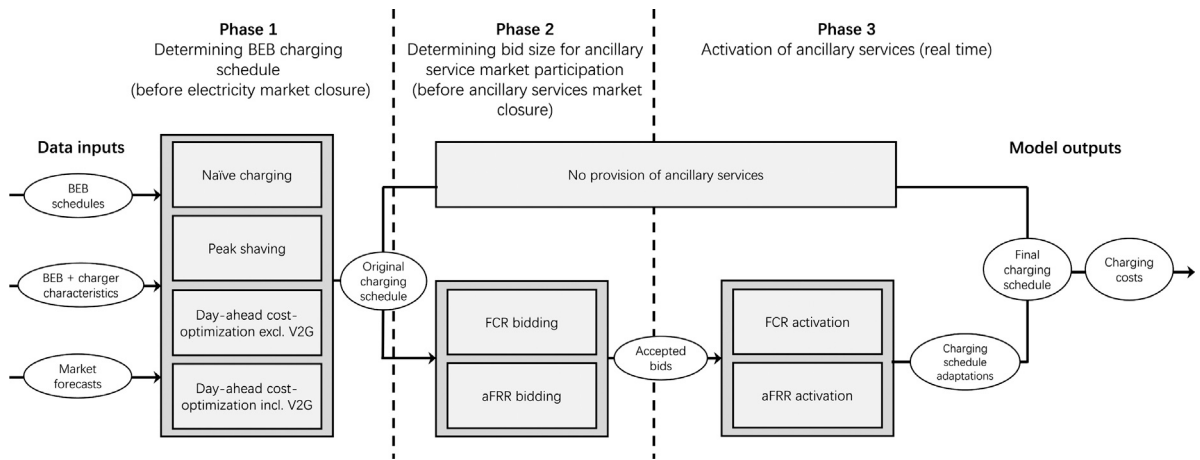 Phase 1
Determining BEB charging
schedule
(before electricity market closure)
Phase 2
Determining bid size for ancillary
service market participation
(before ancillary services market
closure)
Phase 3
Activation of ancillary services (real time)
Data inputs
BEB
schedules
BEB + charger
characteristics
Market
forecasts
Naïve charging
Peak shaving
Day-ahead cost-
optimization excl. V2G
Day-ahead cost-
optimization incl. V2G
Original
charging
schedule
No provision of ancillary services
FCR bidding
aFRR bidding
Accepted
bids
FCR activation
aFRR activation
Charging
schedule
adaptations
Model outputs
Final
charging
schedule
Charging
costs